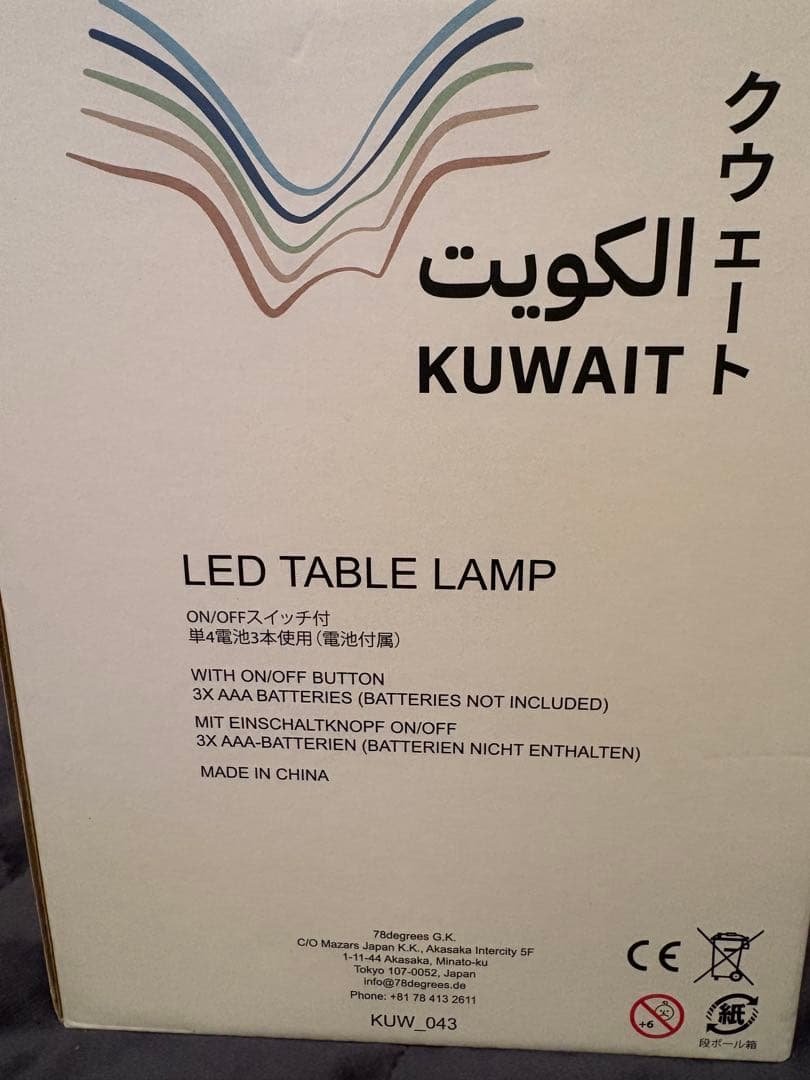 クウェート
الكويت
KUWAIT
LED TABLE LAMP
ON/OFFスイッチ付
単4電池3本使用（電池付属）
WITH ON/OFF BUTTON
3X AAA BATTERIES (BATTERIES NOT INCLUDED)
MIT EINSCHALTKNOPF ON/OFF
3X AAA-BATTERIEN (BATTERIEN NICHT ENTHALTEN)
MADE IN CHINA
78degrees G.K.
C/O Mazars Japan K.K., Akasaka Intercity 5F
1-11-44 Akasaka, Minato-ku
Tokyo 107-0052, Japan
info@78degrees.de
Phone: +81 78 413 2611
KUW_043
CE
+6
紙
段ボール箱